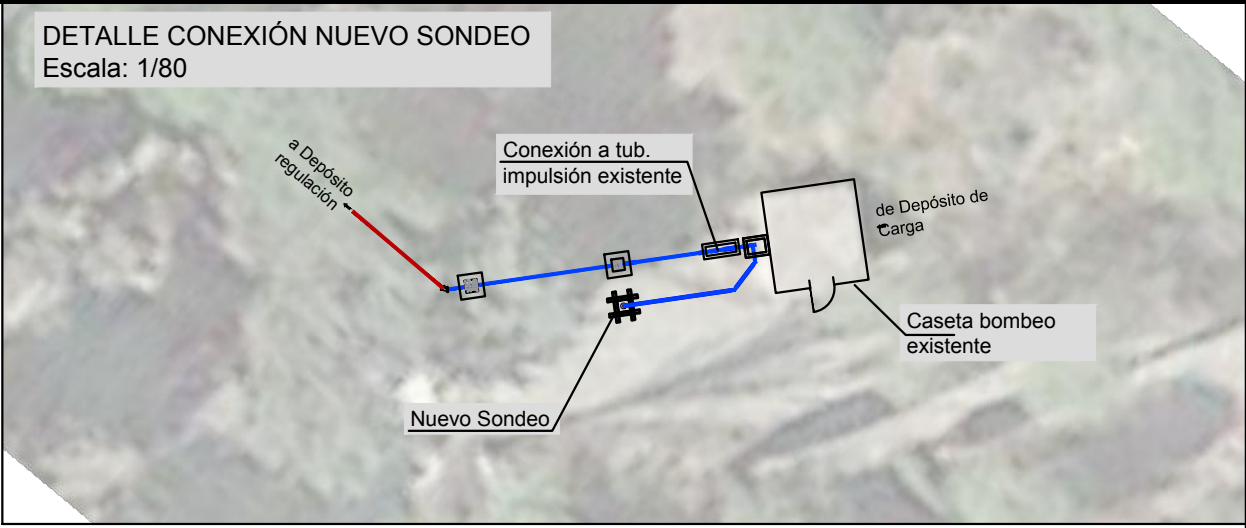 DETALLE CONEXIÓN NUEVO SONDEO
Escala: 1/80
a Depósito
regulación
Conexión a tub.
impulsión existente
de Depósito de
Carga
Caseta bombeo
existente
Nuevo Sondeo